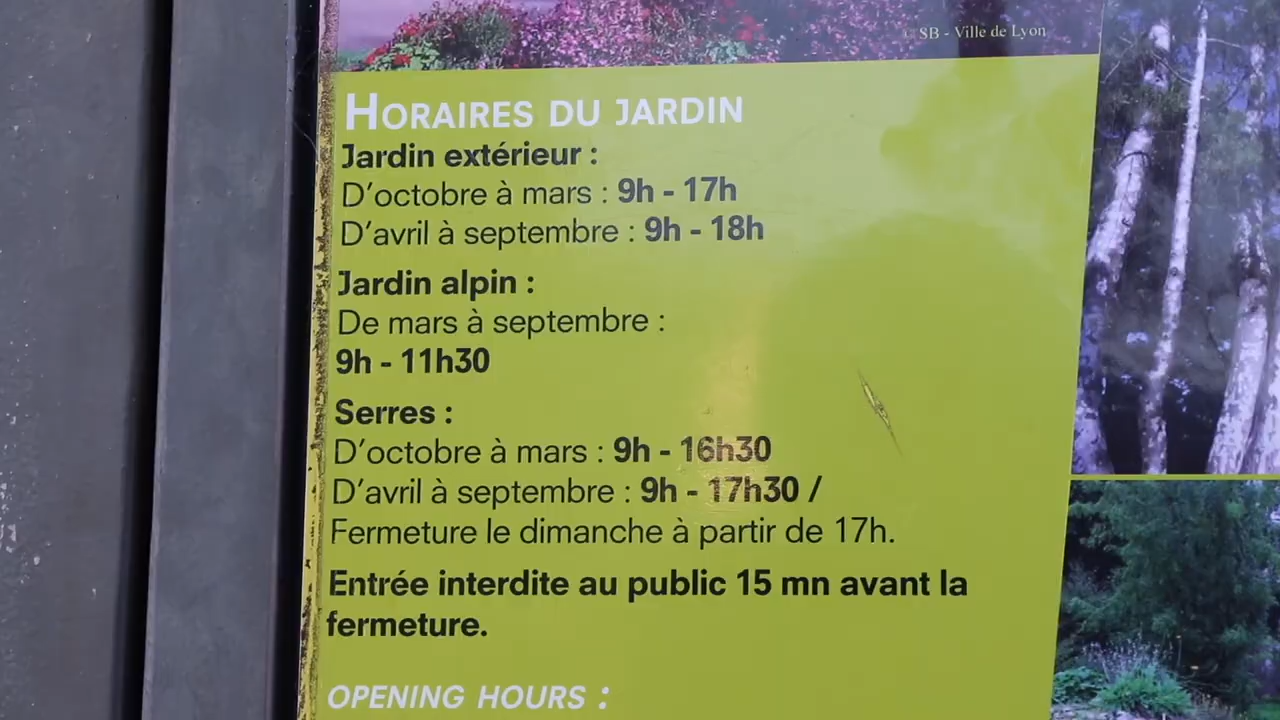 © SB - Ville de Lyon
HORAIRES DU JARDIN
Jardin extérieur :
D'octobre à mars : 9h - 17h
D'avril à septembre : 9h - 18h
Jardin alpin :
De mars à septembre :
9h - 11h30
Serres :
D'octobre à mars : 9h - 16h30
D'avril à septembre : 9h - 17h30 /
Fermeture le dimanche à partir de 17h.
Entrée interdite au public 15 mn avant la
fermeture.
OPENING HOURS :